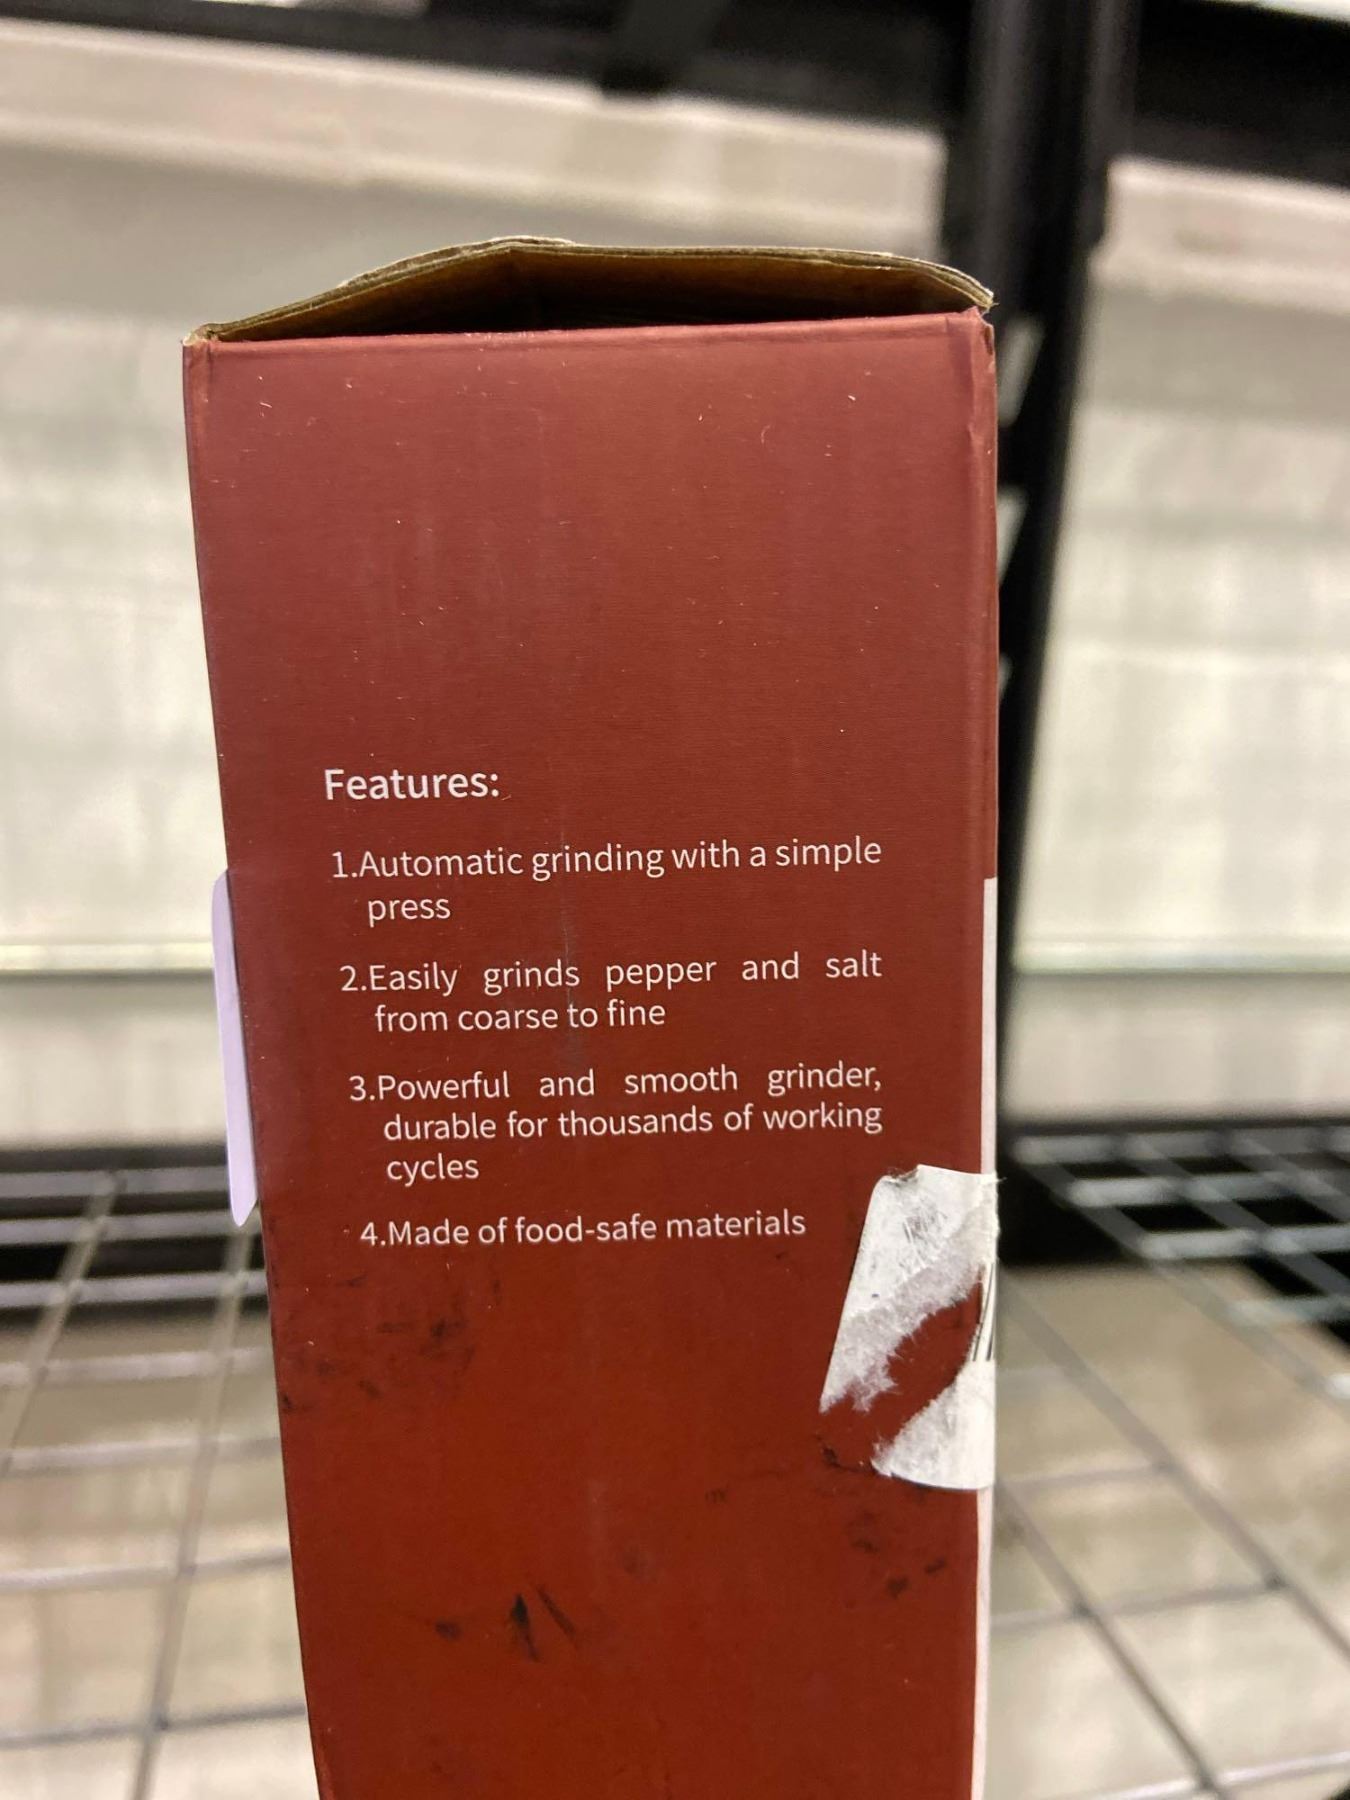 Features:
1.Automatic grinding with a simple
press
2.Easily grinds pepper and salt
from coarse to fine
3.Powerful and smooth grinder,
durable for thousands of working
cycles
4.Made of food-safe materials